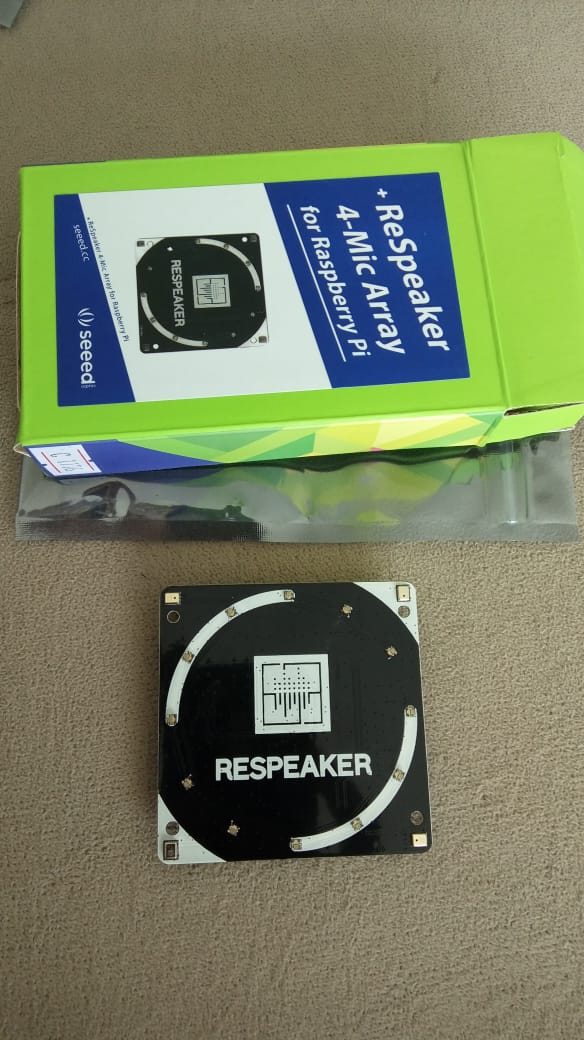 + ReSpeaker
4-Mic Array
for Raspberry Pi
RESPEAKER
• ReSpeaker 4-Mic Array for Raspberry Pi
seeed.cc
seeed
RESPEAKER